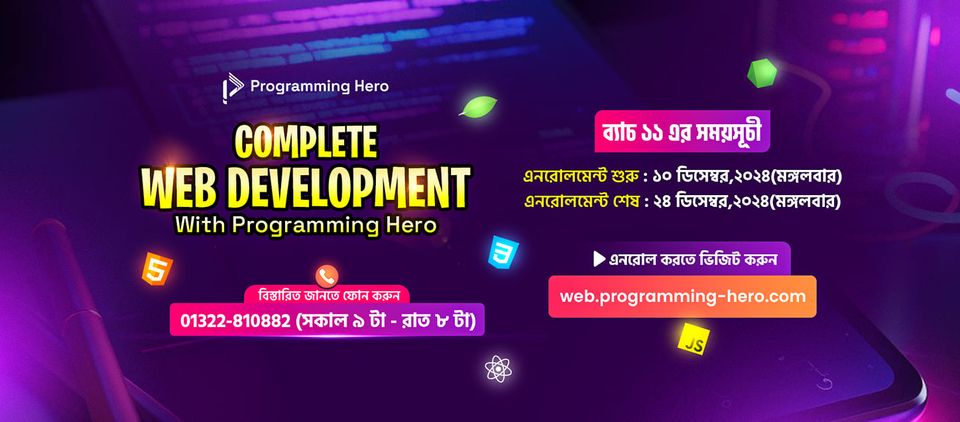 Programming Hero
COMPLETE
WEB DEVELOPMENT
With Programming Hero
বিস্তারিত জানতে ফোন করুন
01322-810882 (সকাল ৯ টা - রাত ৮ টা)
ব্যাচ ১১ এর সময়সূচী
এনরোলমেন্ট শুরু : ১০ ডিসেম্বর,২০২৪(মঙ্গলবার)
এনরোলমেন্ট শেষ : ২৪ ডিসেম্বর,২০২৪(মঙ্গলবার)
এনরোল করতে ভিজিট করুন
web.programming-hero.com
5
3
JS